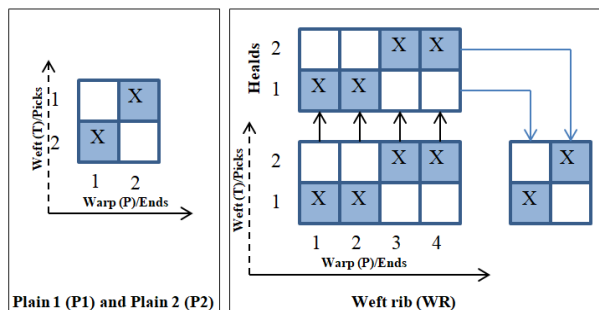 Weft (T)/Picks
1
X
2
X
1
2
Warp (P)/Ends
Plain 1 (P1) and Plain 2 (P2)
Healds
2
X
X
1
X
X
Weft (T)/Picks
2
X
X
1
X
X
1
2
3
4
Warp (P)/Ends
X
X
Weft rib (WR)